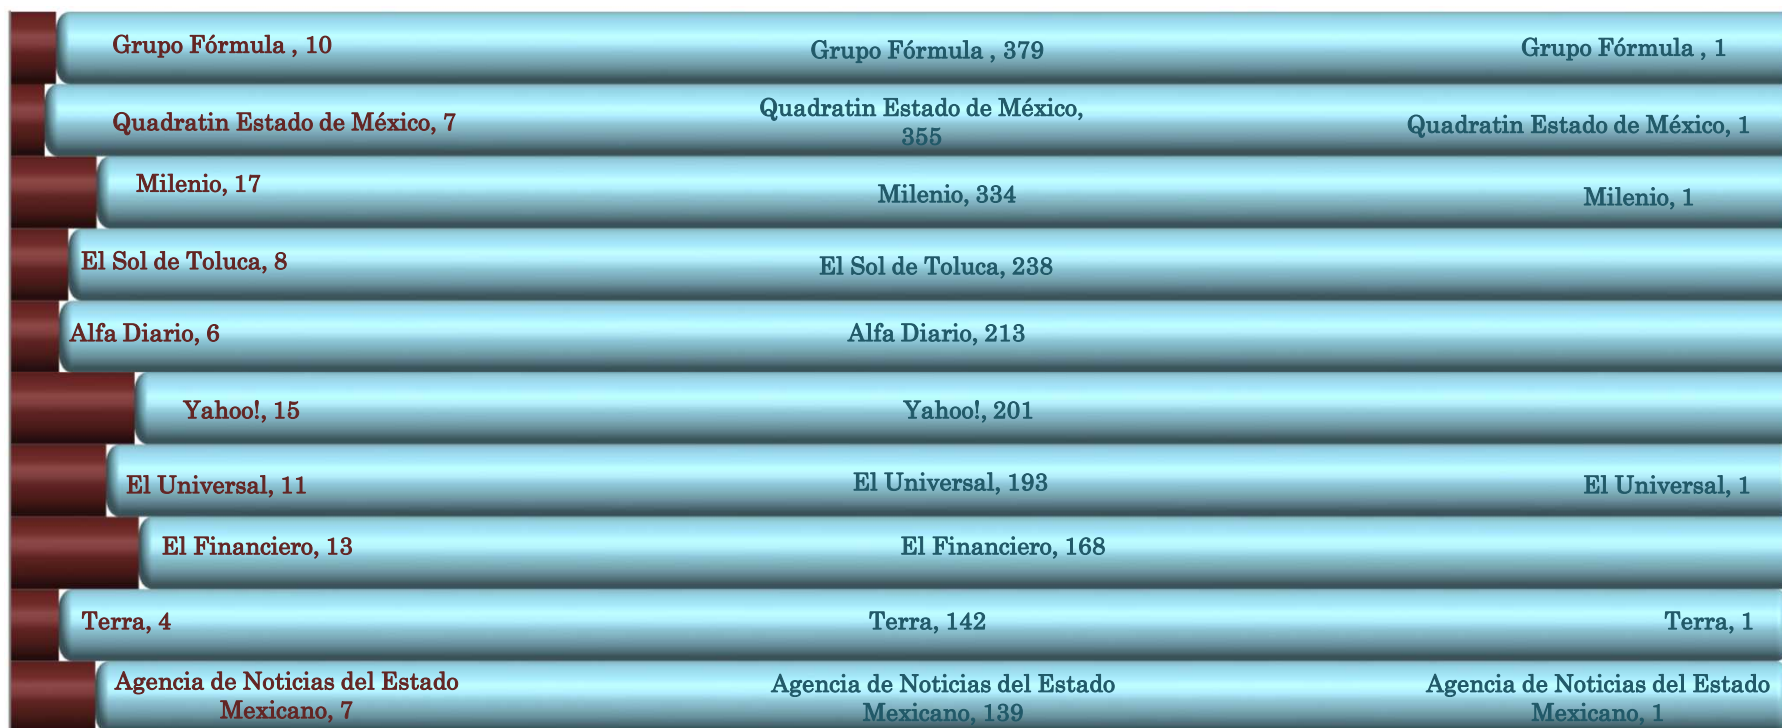 Grupo Fórmula , 10
Grupo Fórmula , 379
Grupo Fórmula , 1
Quadratin Estado de México, 7
Quadratin Estado de México,
355
Quadratin Estado de México, 1
Milenio, 17
Milenio, 334
Milenio, 1
El Sol de Toluca, 8
El Sol de Toluca, 238
Alfa Diario, 6
Alfa Diario, 213
Yahoo!, 15
Yahoo!, 201
El Universal, 11
El Universal, 193
El Universal, 1
El Financiero, 13
El Financiero, 168
Terra, 4
Terra, 142
Terra, 1
Agencia de Noticias del Estado
Mexicano, 7
Agencia de Noticias del Estado
Mexicano, 139
Agencia de Noticias del Estado
Mexicano, 1